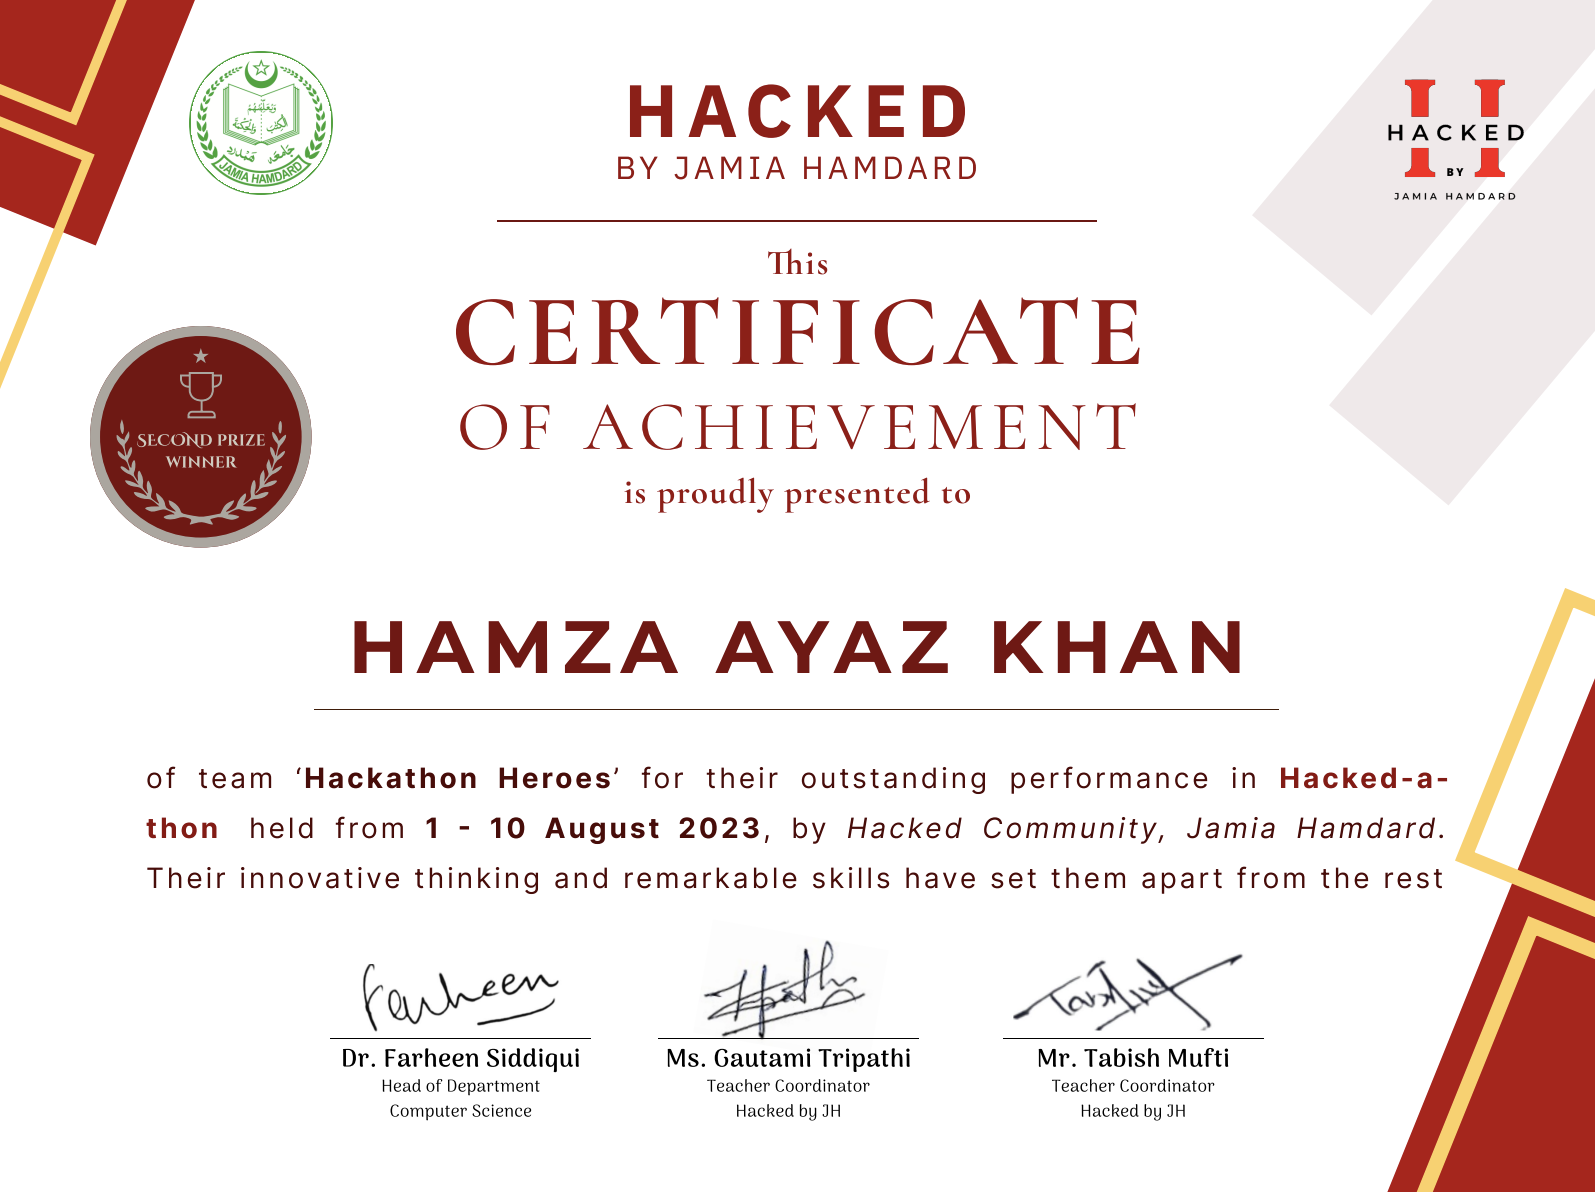 HACKED
BY JAMIA HAMDARD
وَيُعَلِّمُهُمُ
الْكِتٰبَ وَالْحِكْمَةَ
جامعه همدرد
JAMIA HAMDARD
HACKED
BY
JAMIA HAMDARD
This
CERTIFICATE
OF ACHIEVEMENT
is proudly presented to
SECOND PRIZE
WINNER
HAMZA AYAZ KHAN
of team ‘Hackathon Heroes’ for their outstanding performance in Hacked-a-
thon held from 1 - 10 August 2023, by Hacked Community, Jamia Hamdard.
Their innovative thinking and remarkable skills have set them apart from the rest
Farheen
Dr. Farheen Siddiqui
Head of Department
Computer Science
Ms. Gautami Tripathi
Teacher Coordinator
Hacked by JH
Mr. Tabish Mufti
Teacher Coordinator
Hacked by JH